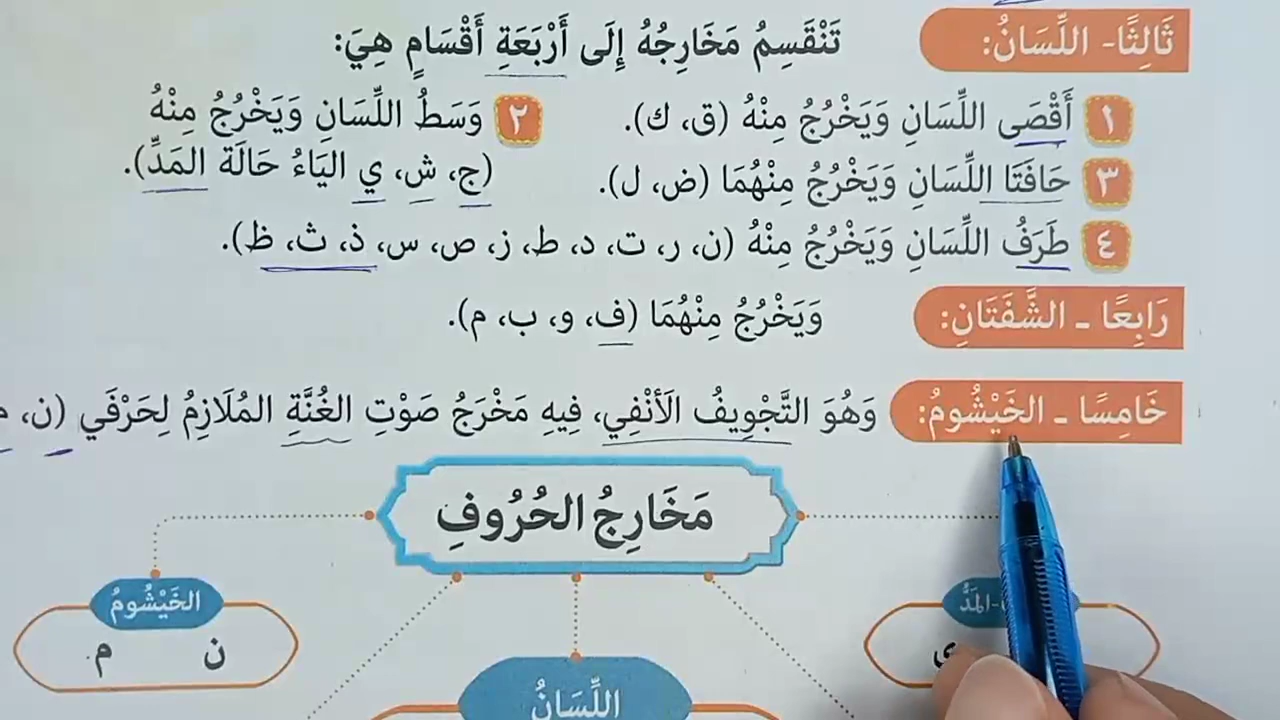 ثَالِثًا- اللِّسَانُ: تَنْقَسِمُ مَخَارِجُهُ إِلَى أَرْبَعَةِ أَقْسَامٍ هِيَ:
١ أَقْصَى اللِّسَانِ وَيَخْرُجُ مِنْهُ (ق، ك).
٢ وَسَطُ اللِّسَانِ وَيَخْرُجُ مِنْهُ
(ج، ش، ي اليَاءُ حَالَة المَدِّ).
٣ حَافَتَا اللِّسَانِ وَيَخْرُجُ مِنْهُمَا (ض، ل).
٤ طَرَفُ اللِّسَانِ وَيَخْرُجُ مِنْهُ (ن، ر، ت، د، ط، ز، ص، س، ذ، ث، ظ).
رَابِعًا ـ الشَّفَتَانِ: وَيَخْرُجُ مِنْهُمَا (ف، و، ب، م).
خَامِسًا ـ الخَيْشُومُ: وَهُوَ التَّجْوِيفُ الَأنْفِي، فِيهِ مَخْرَجُ صَوْتِ الغُنَّةِ المُلَازِمُ لِحَرْفَي (ن،
مَخَارِجُ الحُرُوفِ
الخَيْشُومُ
ن م
اللِّسَانُ